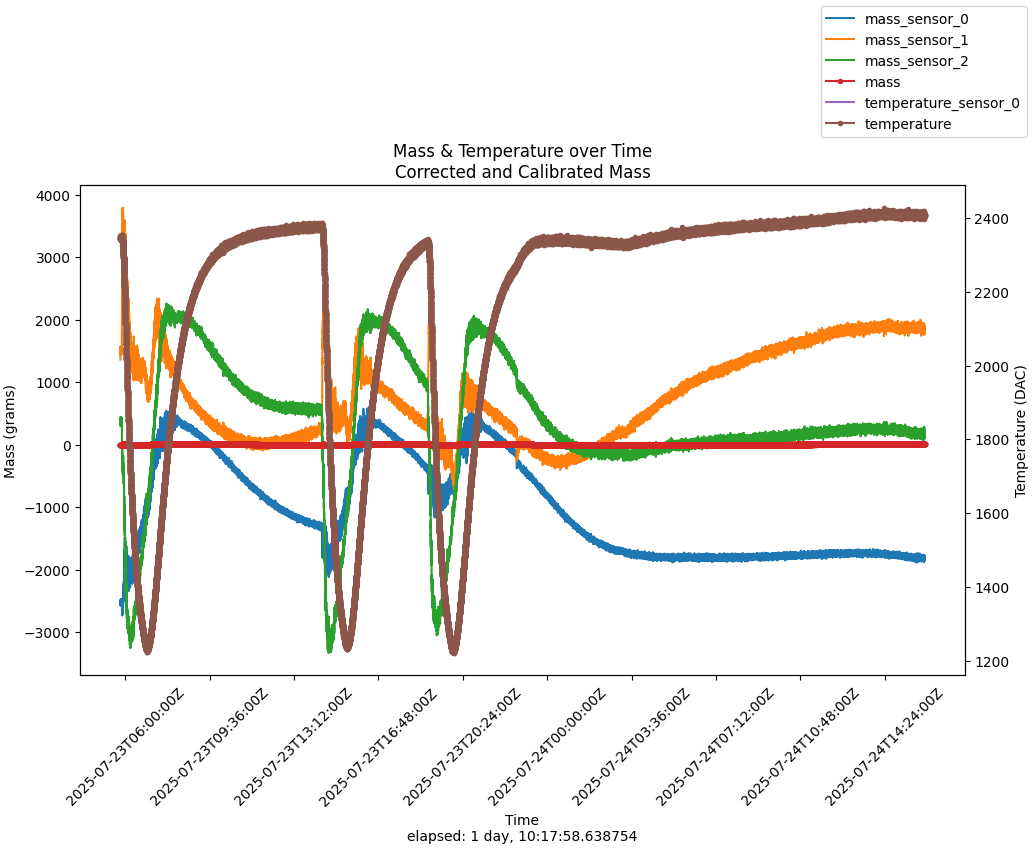 mass_sensor_0
mass_sensor_1
mass_sensor_2
mass
temperature_sensor_0
temperature
Mass & Temperature over Time
Corrected and Calibrated Mass
4000
3000
2000
1000
0
−1000
−2000
−3000
Mass (grams)
2400
2200
2000
1800
1600
1400
1200
Temperature (DAC)
2025-07-23T06:00:00Z
2025-07-23T09:36:00Z
2025-07-23T13:12:00Z
2025-07-23T16:48:00Z
2025-07-23T20:24:00Z
2025-07-24T00:00:00Z
2025-07-24T03:36:00Z
2025-07-24T07:12:00Z
2025-07-24T10:48:00Z
2025-07-24T14:24:00Z
Time
elapsed: 1 day, 10:17:58.638754